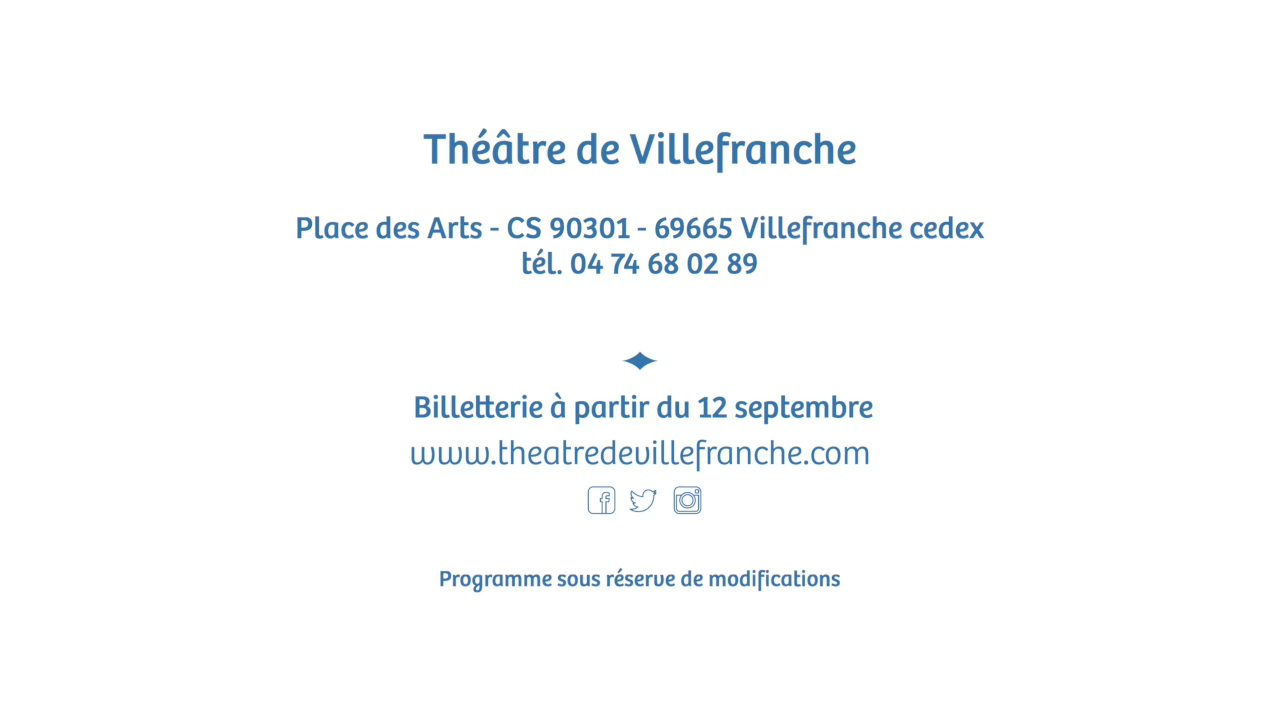 Théâtre de Villefranche
Place des Arts - CS 90301 - 69665 Villefranche cedex
tél. 04 74 68 02 89
Billetterie à partir du 12 septembre
www.theatredevillefranche.com
Programme sous réserve de modifications